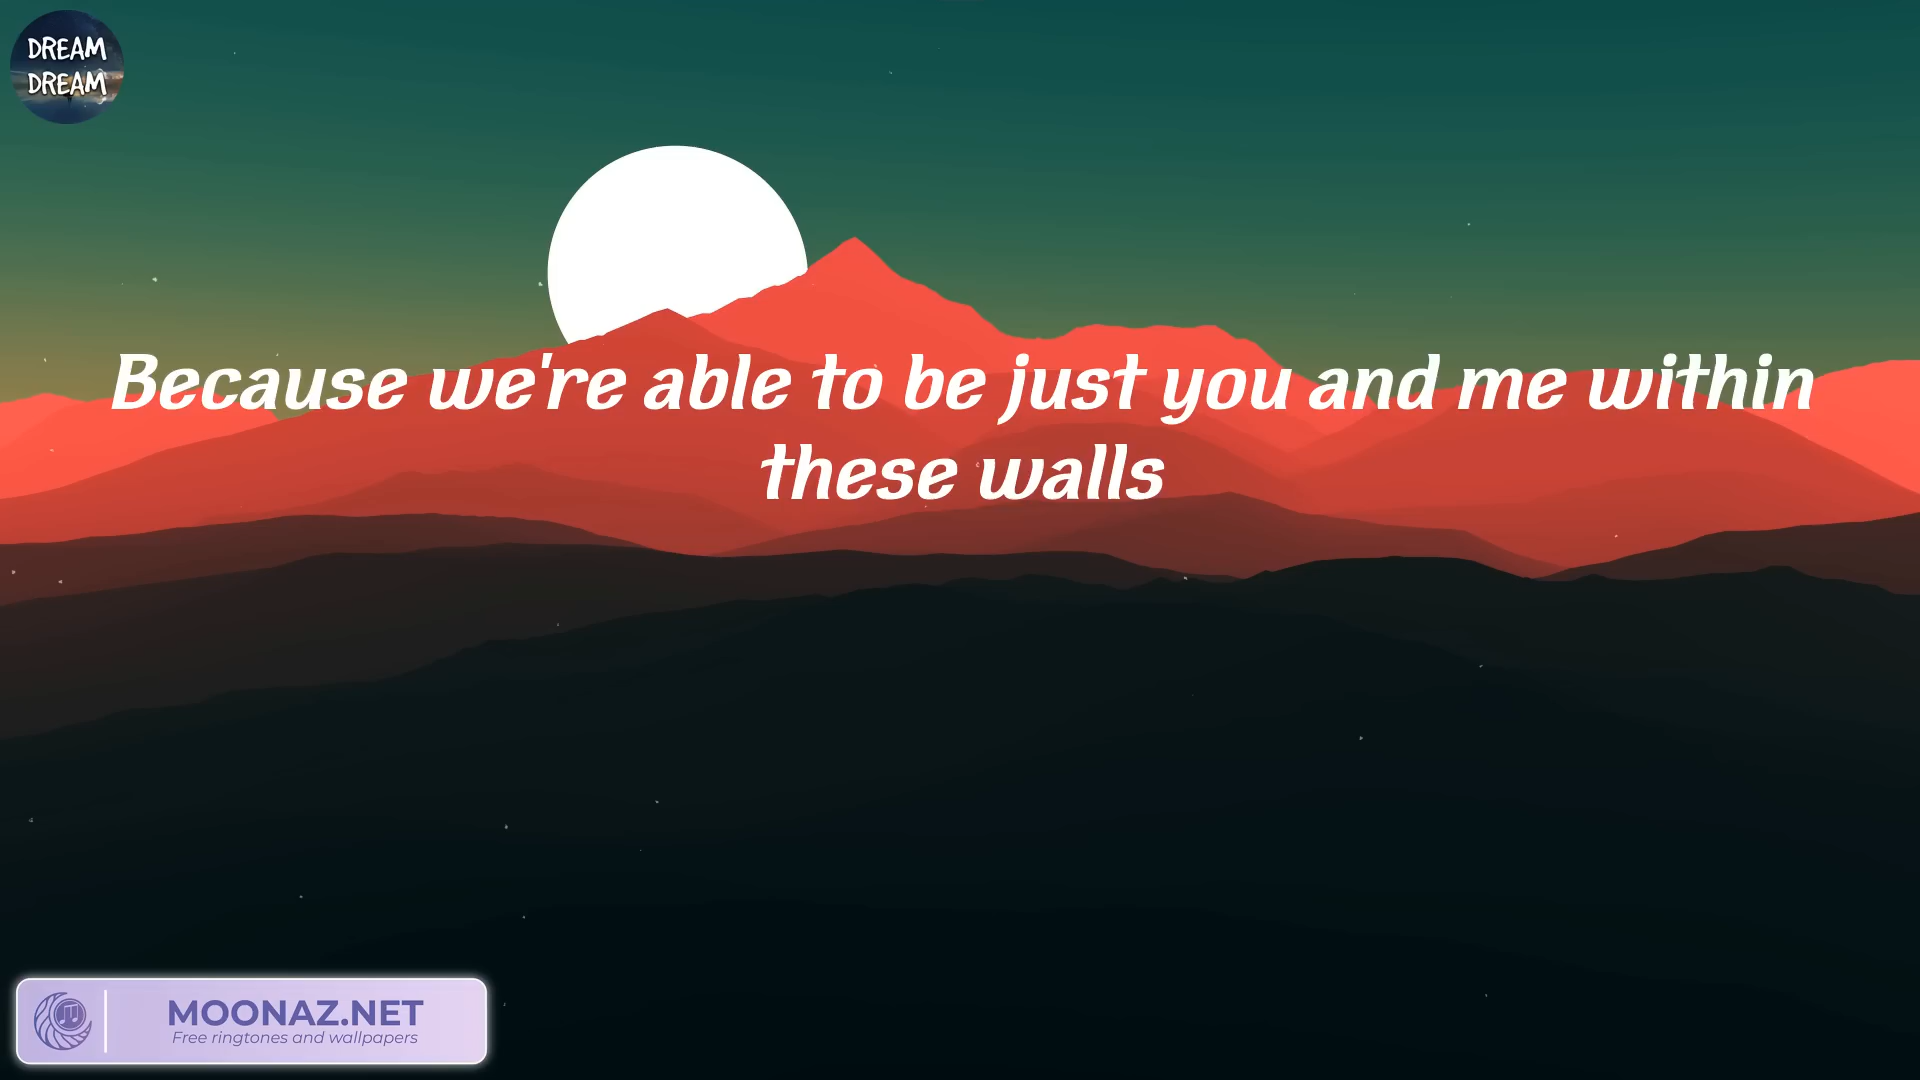 DREAM
DREAM
Because we're able to be just you and me within
these walls
MOONAZ.NET
Free ringtones and wallpapers